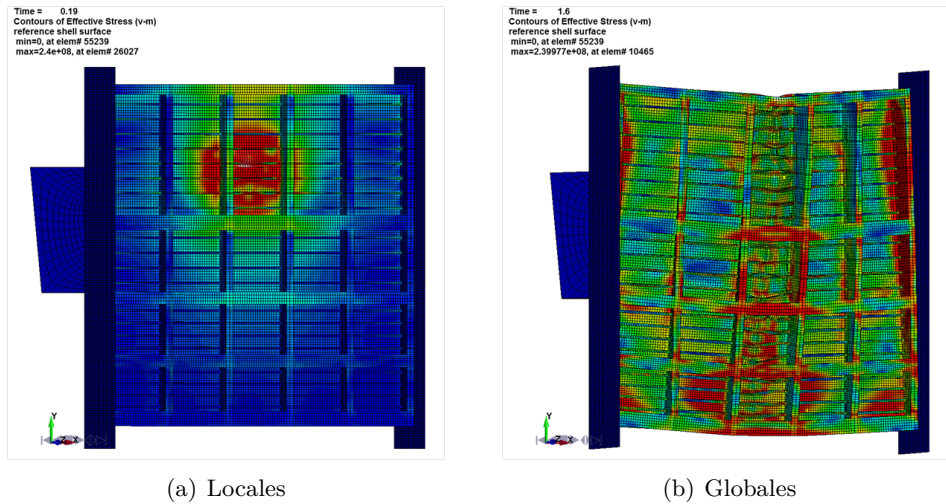 Time = 0.19
Contours of Effective Stress (v-m)
reference shell surface
min=0, at elem# 55239
max=2.4e+08, at elem# 26027
Y
Z X
(a) Locales
Time = 1.6
Contours of Effective Stress (v-m)
reference shell surface
min=0, at elem# 55239
max=2.39977e+08, at elem# 10465
Y
Z X
(b) Globales